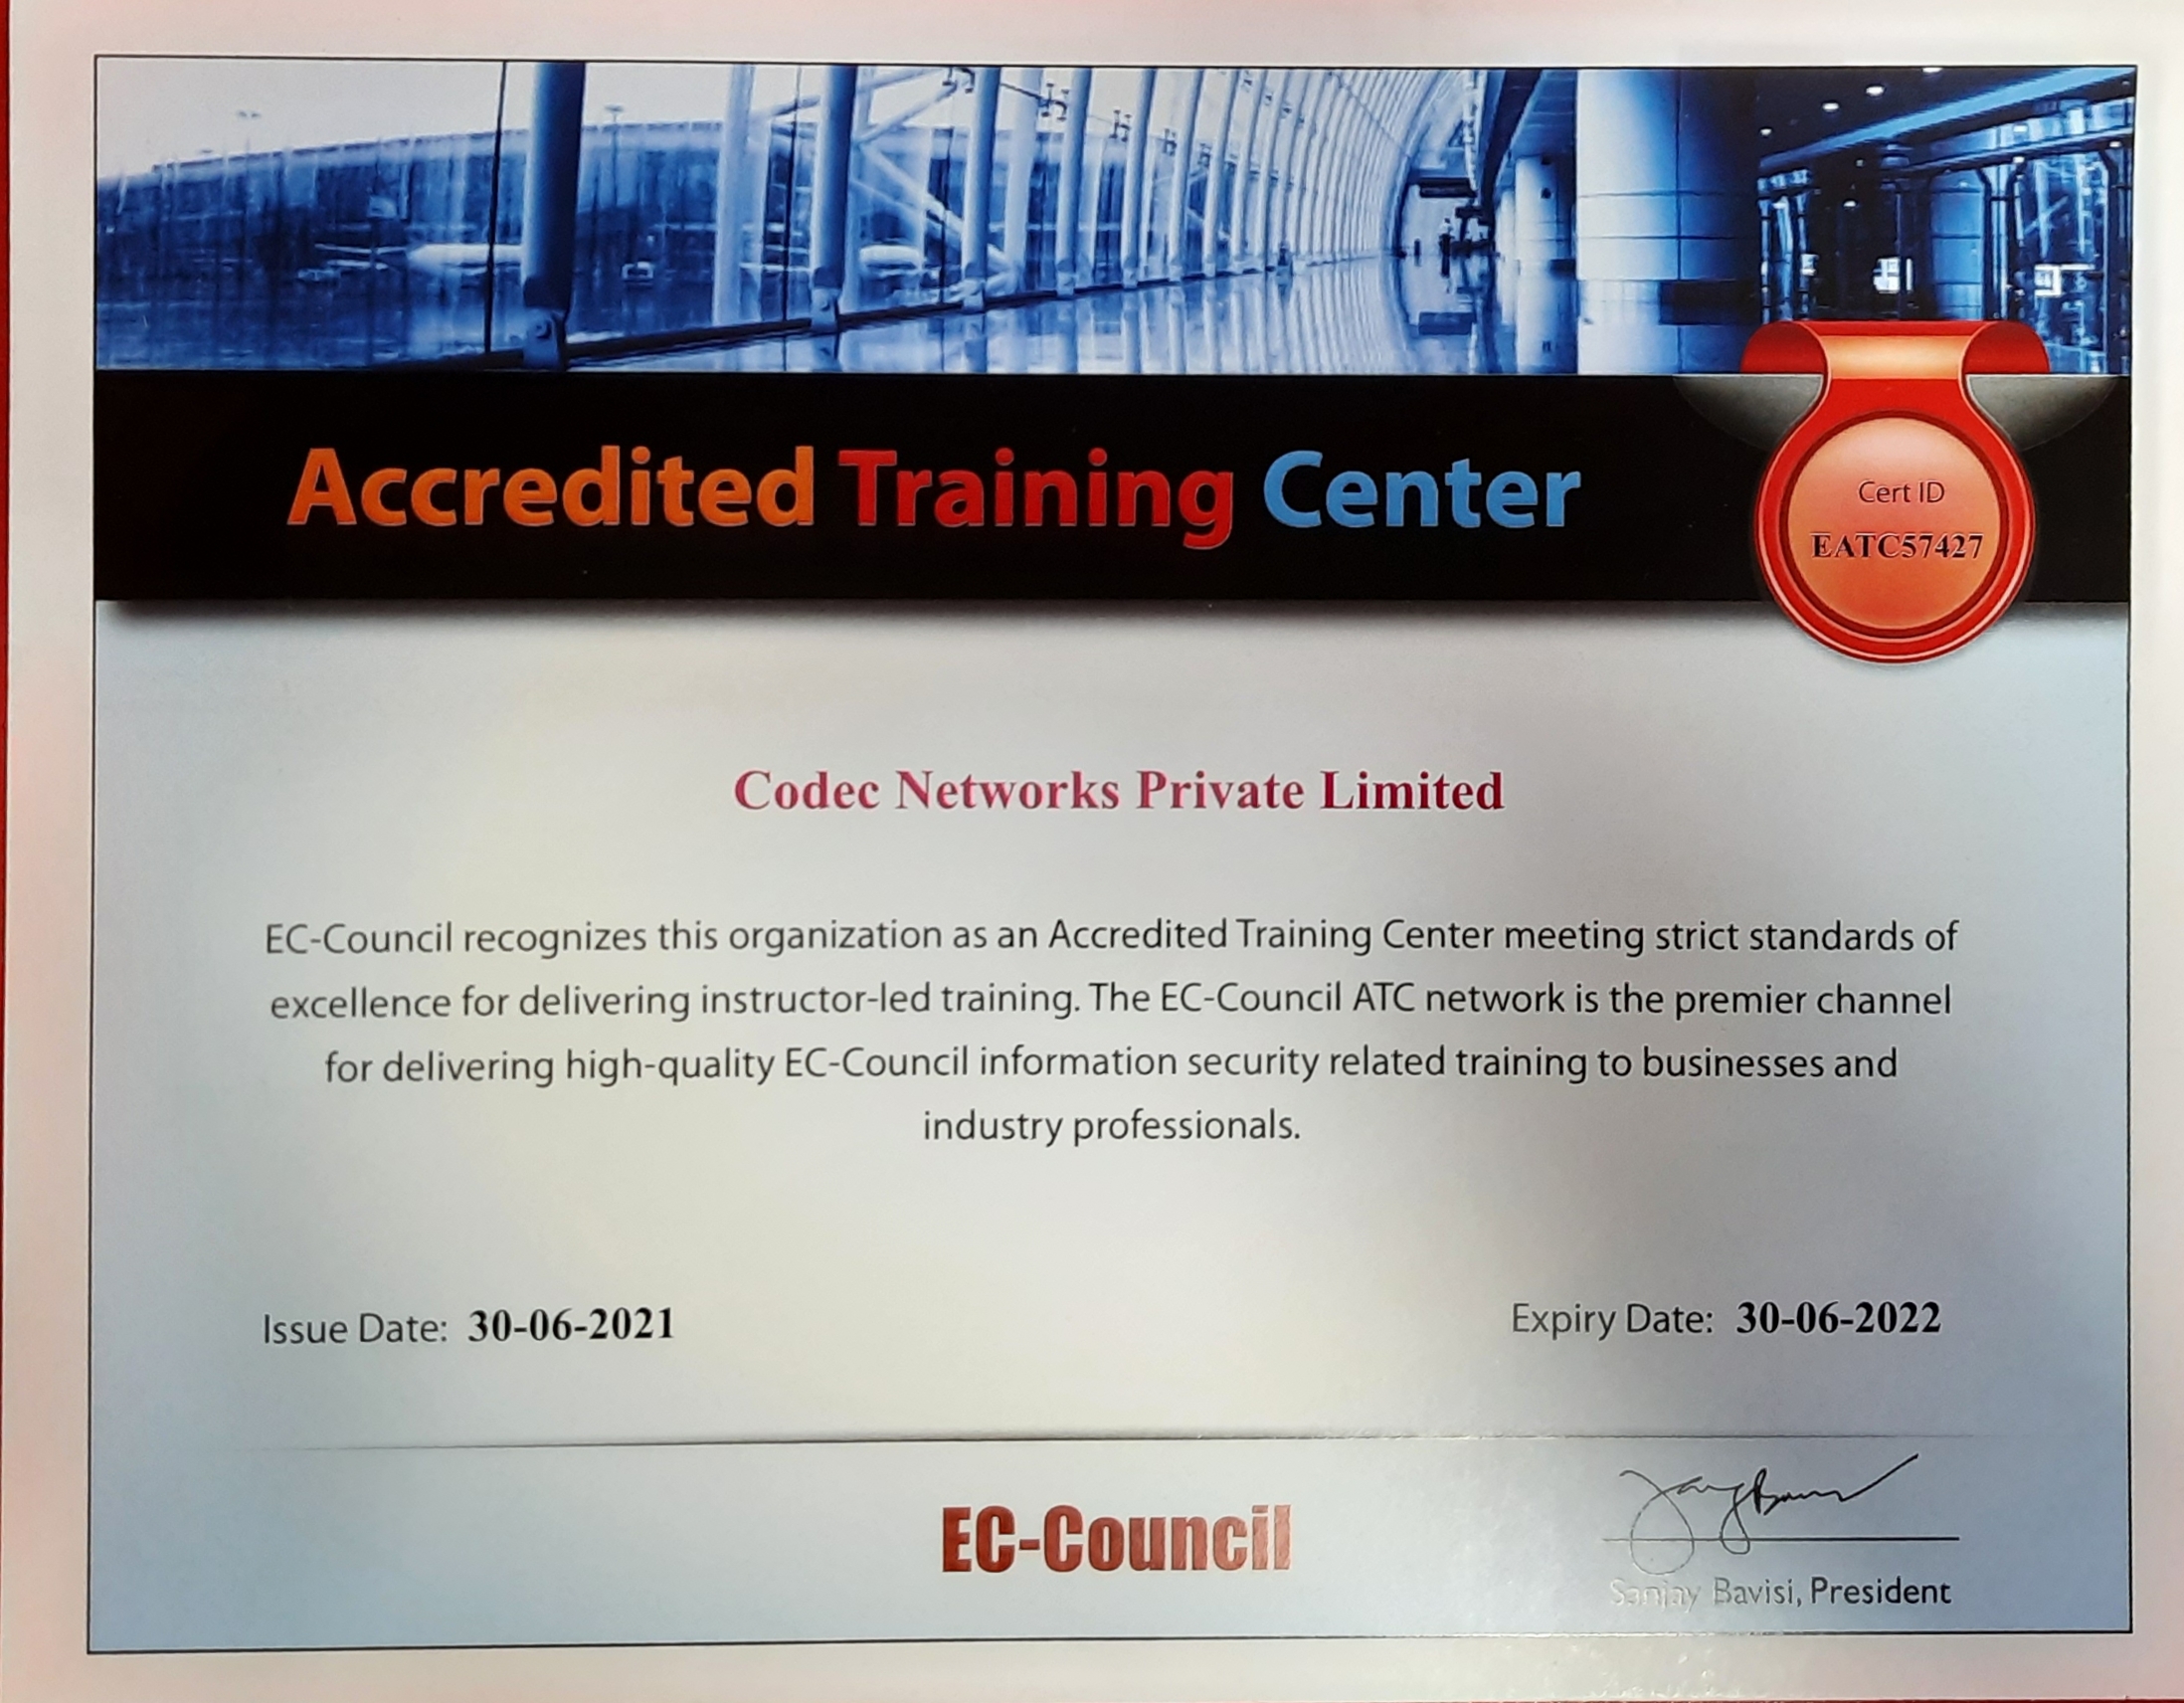 Accredited Training Center
Cert ID
EATC57427
Codec Networks Private Limited
EC-Council recognizes this organization as an Accredited Training Center meeting strict standards of
excellence for delivering instructor-led training. The EC-Council ATC network is the premier channel
for delivering high-quality EC-Council information security related training to businesses and
industry professionals.
Issue Date: 30-06-2021
Expiry Date: 30-06-2022
EC-Council
Sanjay Bavisi, President